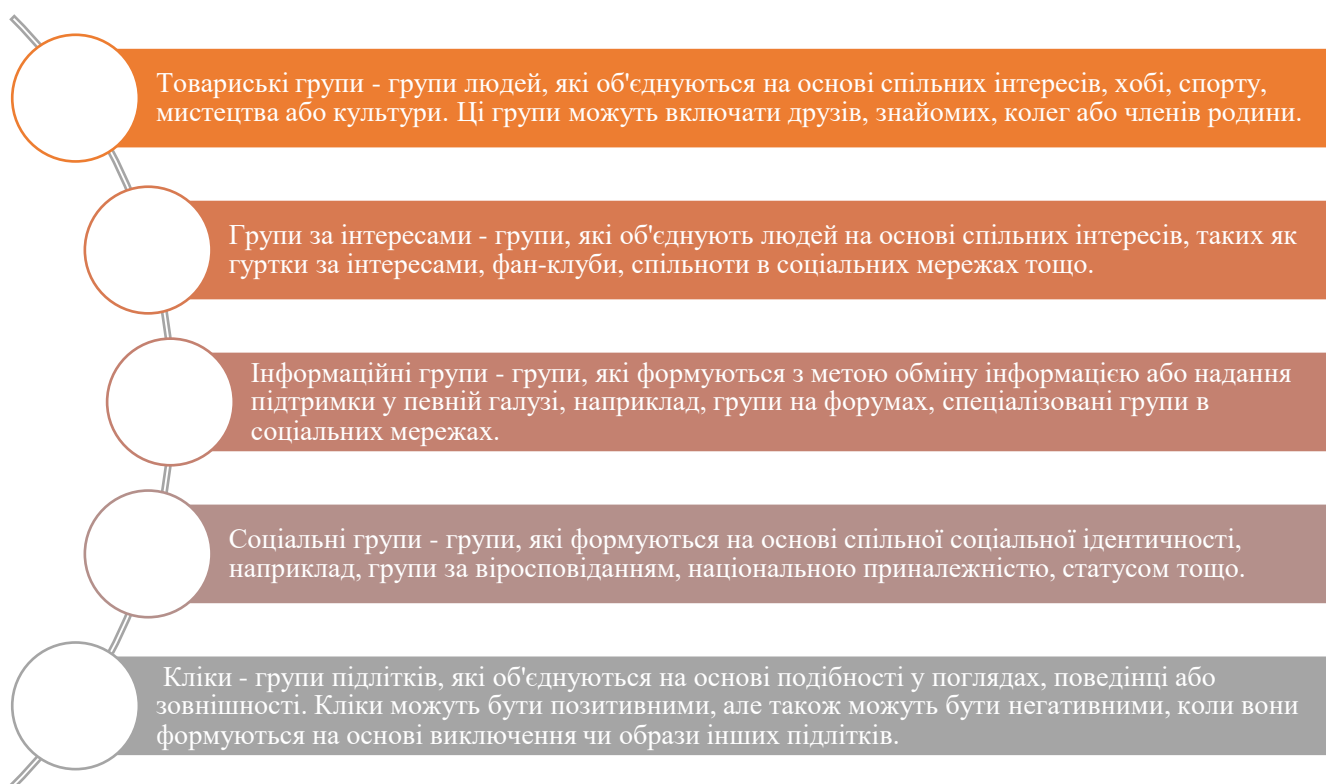 Товариські групи - групи людей, які об'єднуються на основі спільних інтересів, хобі, спорту,
мистецтва або культури. Ці групи можуть включати друзів, знайомих, колег або членів родини.
Групи за інтересами - групи, які об'єднують людей на основі спільних інтересів, таких як
гуртки за інтересами, фан-клуби, спільноти в соціальних мережах тощо.
Інформаційні групи - групи, які формуються з метою обміну інформацією або надання
підтримки у певній галузі, наприклад, групи на форумах, спеціалізовані групи в
соціальних мережах.
Соціальні групи - групи, які формуються на основі спільної соціальної ідентичності,
наприклад, групи за віросповіданням, національною приналежністю, статусом тощо.
Кліки - групи підлітків, які об'єднуються на основі подібності у поглядах, поведінці або
зовнішності. Кліки можуть бути позитивними, але також можуть бути негативними, коли вони
формуються на основі виключення чи образи інших підлітків.